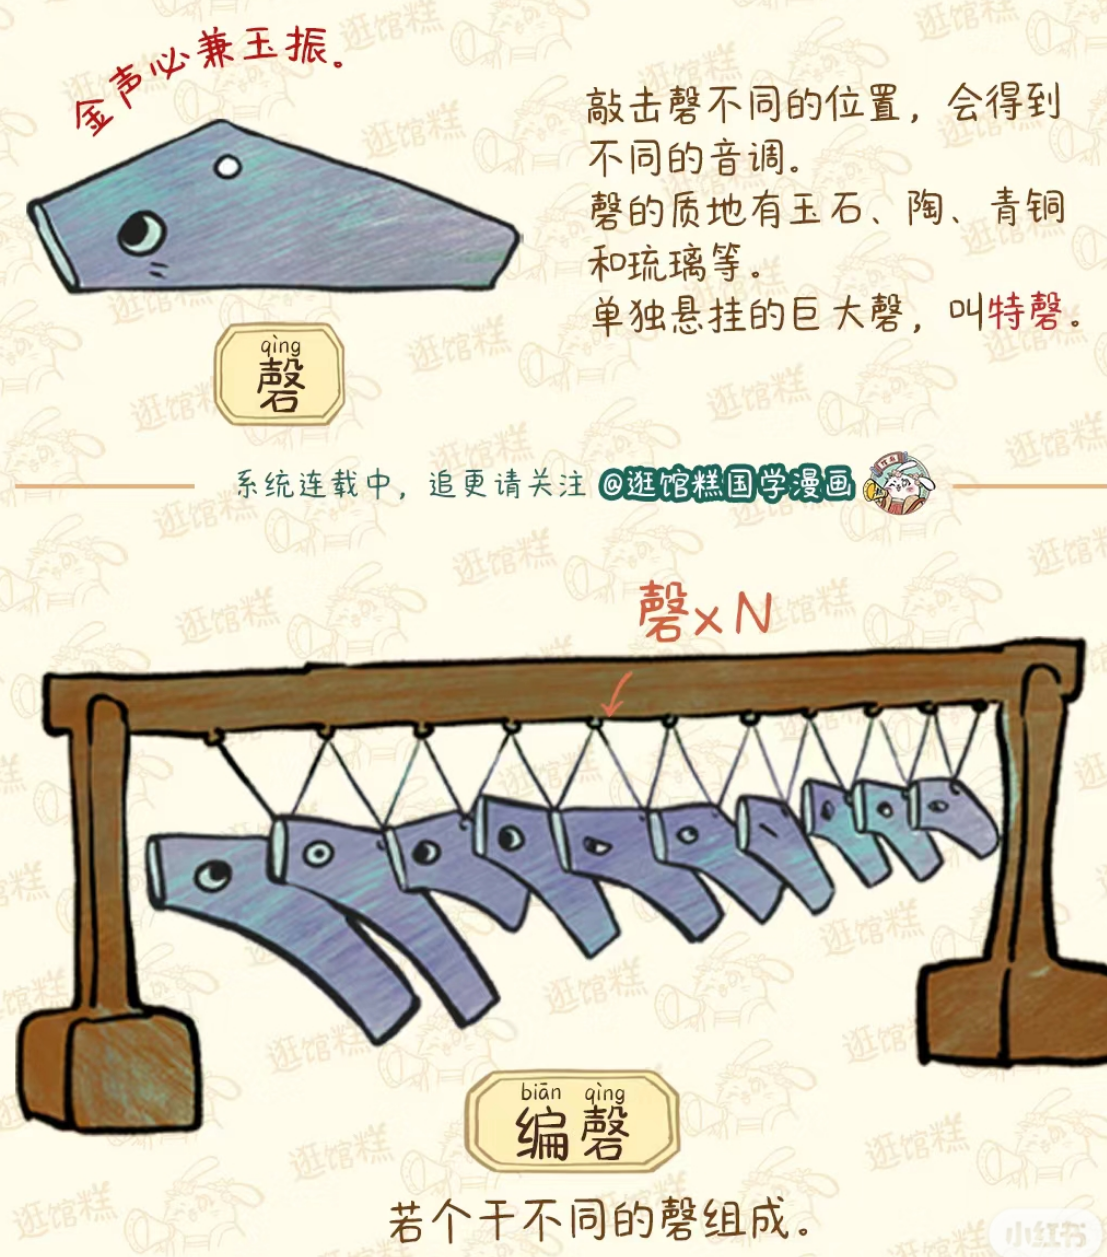 金声必兼玉振。
敲击磬不同的位置，会得到
不同的音调。
磬的质地有玉石、陶、青铜
和琉璃等。
单独悬挂的巨大磬，叫特磬。
qìng
磬
系统连载中，追更请关注 @逛馆糕国学漫画
磬×N
biān qìng
编磬
若个干不同的磬组成。
小红书
逛馆糕